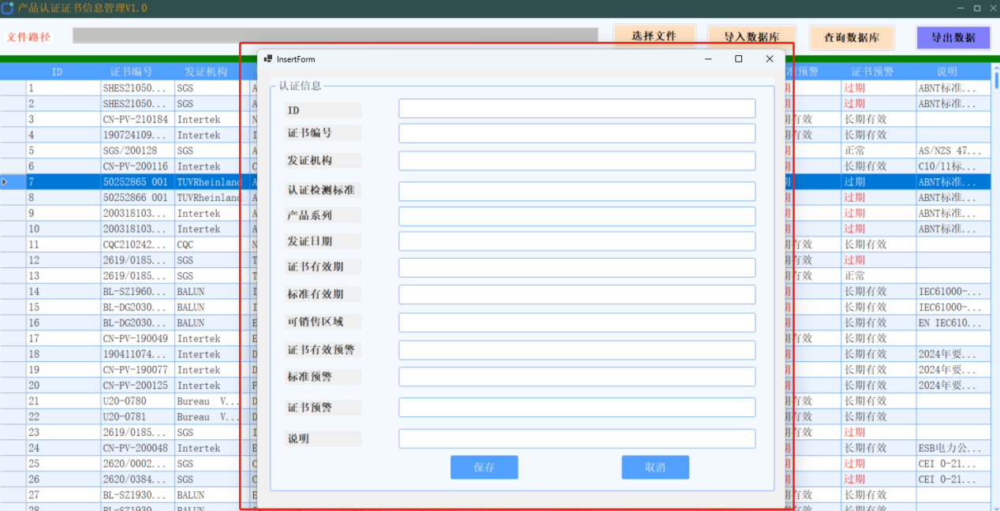 产品认证证书信息管理V1.0
文件路径 选择文件 导入数据库 查询数据库 导出数据
InsertForm
认证信息
ID
证书编号
发证机构
认证检测标准
产品系列
发证日期
证书有效期
标准有效期
可销售区域
证书有效预警
标准预警
证书预警
说明
保存 取消
ID 证书编号 发证机构 准预警 证书预警 说明
1 SHES21050... SGS A 期 过期 ABNT标准...
2 SHES21050... SGS A 期 过期 ABNT标准...
3 CN-PV-210184 Intertek N 期有效 长期有效
4 190724109... Intertek I 期有效 长期有效
5 SGS/200128 SGS A 期 正常 AS/NZS 47...
6 CN-PV-200116 Intertek C 期 长期有效 C10/11标...
7 50252865 001 TUVRheinland A 期 过期 ABNT标准...
8 50252866 001 TUVRheinland A 期 过期 ABNT标准...
9 200318103... Intertek A 期 过期 ABNT标准...
10 200318103... Intertek A 期 过期 ABNT标准...
11 CQC210242... CQC N 期有效 长期有效
12 2619/0185... SGS T 期有效 过期
13 2619/0185... SGS T 期有效 正常
14 BL-SZ1960... BALUN I 期 长期有效 IEC61000-...
15 BL-DG2030... BALUN I 期 长期有效 IEC61000-...
16 BL-DG2030... BALUN E 期 长期有效 EN IEC610...
17 CN-PV-190049 Intertek E 期有效 长期有效
18 190411074... Intertek D 期 长期有效 2024年要...
19 CN-PV-190077 Intertek D 期 长期有效 2024年要...
20 CN-PV-200125 Intertek F 期 长期有效 2024年要...
21 U20-0780 Bureau V... D 期有效 长期有效
22 U20-0781 Bureau V... D 期有效 长期有效
23 2619/0185... SGS I 期有效 过期
24 CN-PV-200048 Intertek E 期 长期有效 ESB电力公...
25 2620/0002... SGS C 期 过期 CEI 0-21...
26 2620/0384... SGS C 期 过期 CEI 0-21...
27 BL-SZ1930... BALUN E 期有效 长期有效
28 BL-SZ1930... BALUN 期有效 长期有效